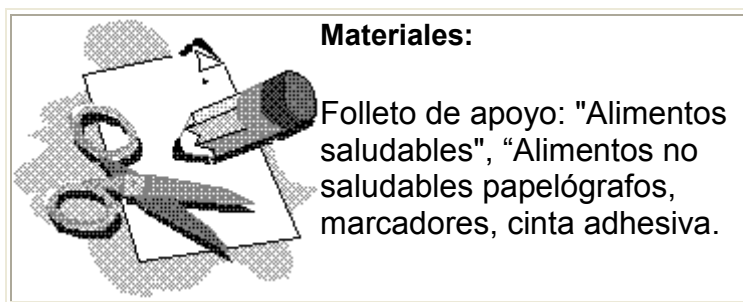 Materiales:
Folleto de apoyo: "Alimentos
saludables", “Alimentos no
saludables papelógrafos,
marcadores, cinta adhesiva.